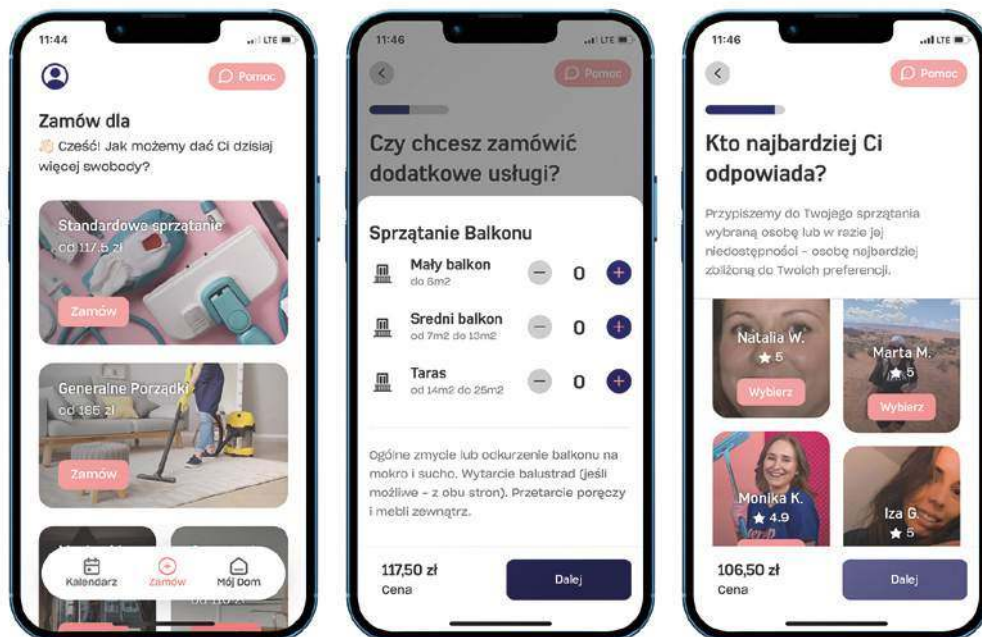 11:44
LTE
Pomoc
Zamów dla
Cześć! Jak możemy dać Ci dzisiaj
więcej swobody?
Standardowe sprzątanie
od 117,5 zł
Zamów
Generalne Porządki
od 195 zł
Zamów
Kalendarz
Zamów
Mój Dom
11:46
LTE
Pomoc
Czy chcesz zamówić
dodatkowe usługi?
Sprzątanie Balkonu
Mały balkon
do 6m2
0
Sredni balkon
od 7m2 do 13m2
0
Taras
od 14m2 do 25m2
0
Ogólne zmycie lub odkurzenie balkonu na
mokro i sucho. Wytarcie balustrad (jeśli
możliwe - z obu stron). Przetarcie poręczy
i mebli zewnątrz.
117,50 zł
Cena
Dalej
11:46
LTE
Pomoc
Kto najbardziej Ci
odpowiada?
Przypiszemy do Twojego sprzątania
wybraną osobę lub w razie jej
niedostępności - osobę najbardziej
zbliżoną do Twoich preferencji.
Natalia W.
5
Wybierz
Marta M.
5
Wybierz
Monika K.
4.9
Iza G.
5
106,50 zł
Cena
Dalej